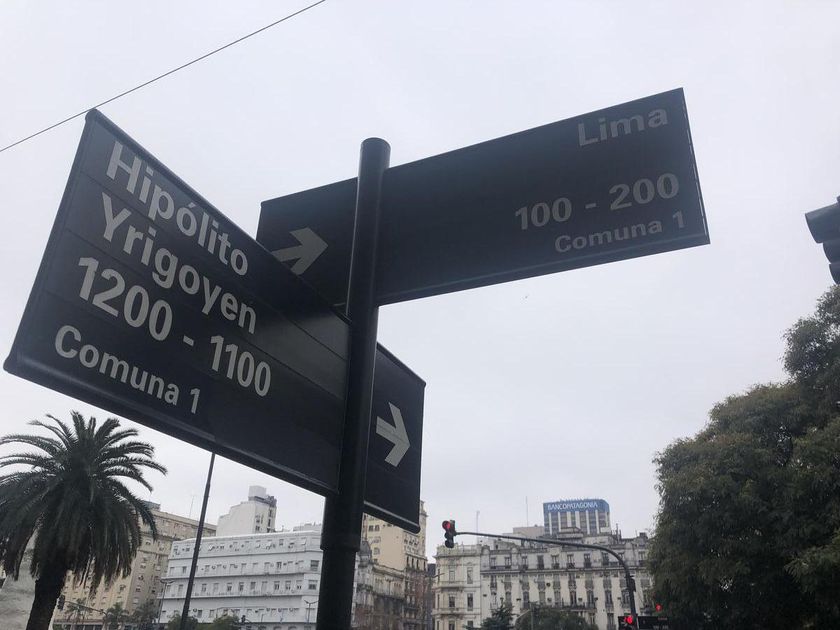 Hipólito
Yrigoyen
1200 - 1100
Comuna 1
Lima
100 - 200
Comuna 1
BANCOPATAGONIA